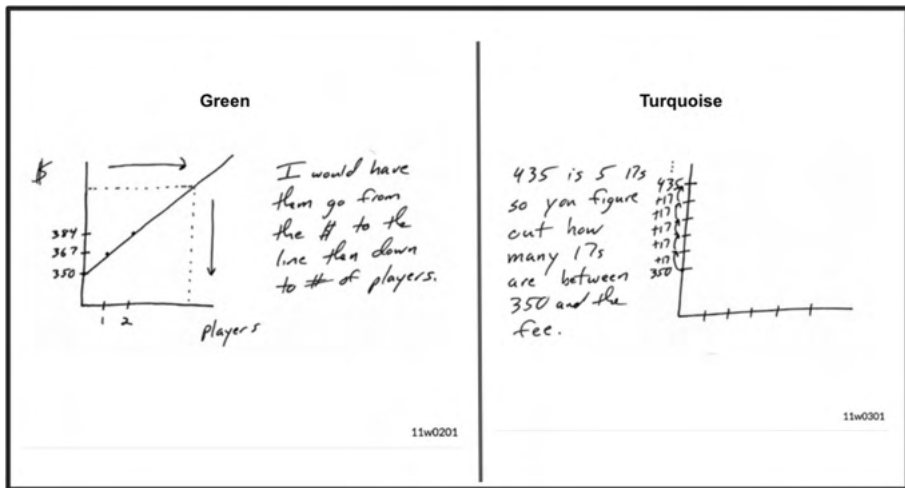 Green
$
384
367
350
1 2
players
I would have
them go from
the # to the
line then down
to # of players.
11w0201
Turquoise
435 is 5 17s
so you figure
out how
many 17s
are between
350 and the
fee.
435
+17
+17
+17
+17
350
11w0301